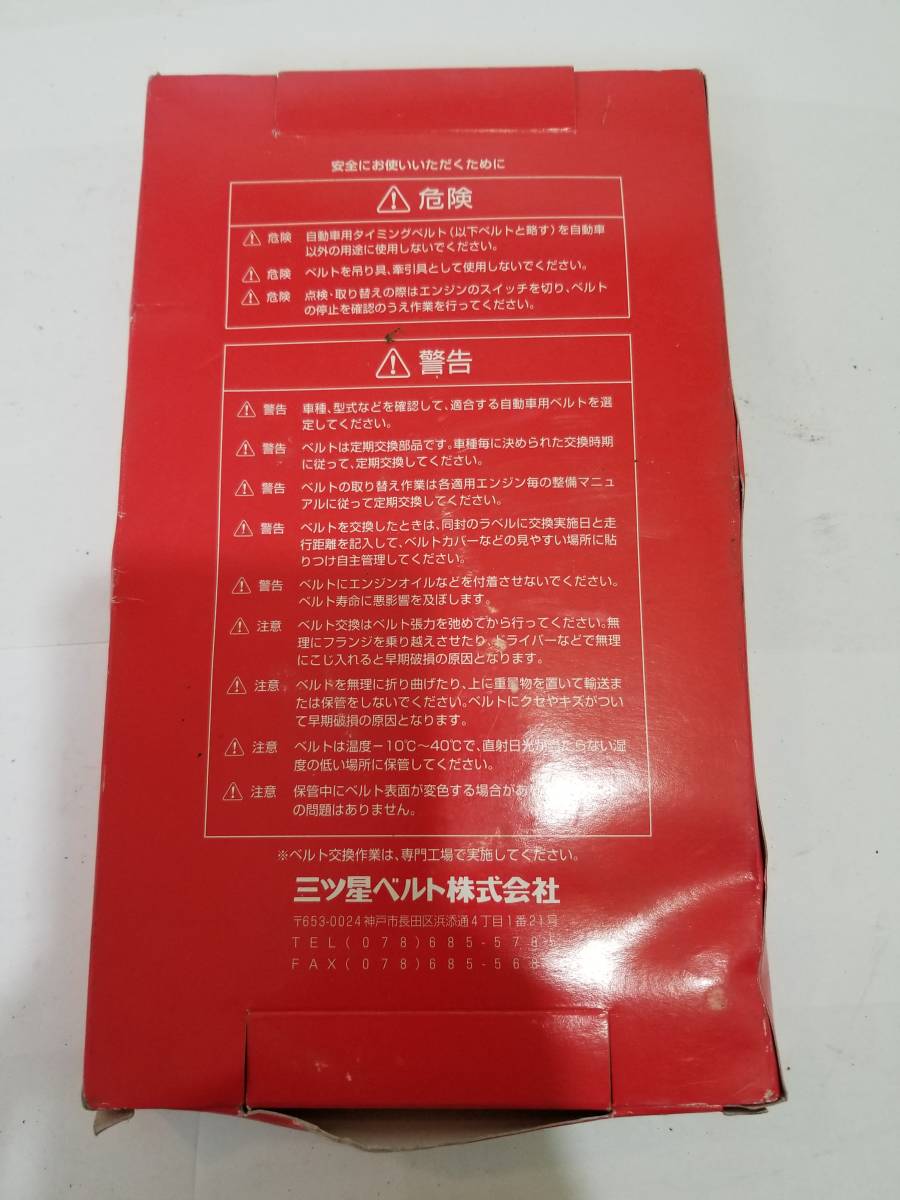 安全にお使いいただくために
危険
危険 自動車用タイミングベルト(以下ベルトと略す)を自動車
以外の用途に使用しないでください。
危険 ベルトを吊り具、牽引具として使用しないでください。
危険 点検・取り替えの際はエンジンのスイッチを切り、ベルト
の停止を確認のうえ作業を行ってください。
警告
警告 車種、型式などを確認して、適合する自動車用ベルトを選
定してください。
警告 ベルトは定期交換部品です。車種毎に決められた交換時期
に従って、定期交換してください。
警告 ベルトの取り替え作業は各適用エンジン毎の整備マニュ
アルに従って定期交換してください。
警告 ベルトを交換したときは、同封のラベルに交換実施日と走
行距離を記入して、ベルトカバーなどの見やすい場所に貼
りつけ自主管理してください。
警告 ベルトにエンジンオイルなどを付着させないでください。
ベルト寿命に悪影響を及ぼします。
注意 ベルト交換はベルト張力を弛めてから行ってください。無
理にフランジを乗り越えさせたり、ドライバーなどで無理
にこじ入れると早期破損の原因となります。
注意 ベルトを無理に折り曲げたり、上に重量物を置いて輸送ま
たは保管をしないでください。ベルトにクセやキズがつい
て早期破損の原因となります。
注意 ベルトは温度-10℃~40℃で、直射日光が当たらない湿
度の低い場所に保管してください。
注意 保管中にベルト表面が変色する場合があ
の問題はありません。
※ベルト交換作業は、専門工場で実施してください。
三ツ星ベルト株式会社
〒653-0024 神戸市長田区浜添通4丁目1番21号
TEL(078)685-5785
FAX(078)685-568